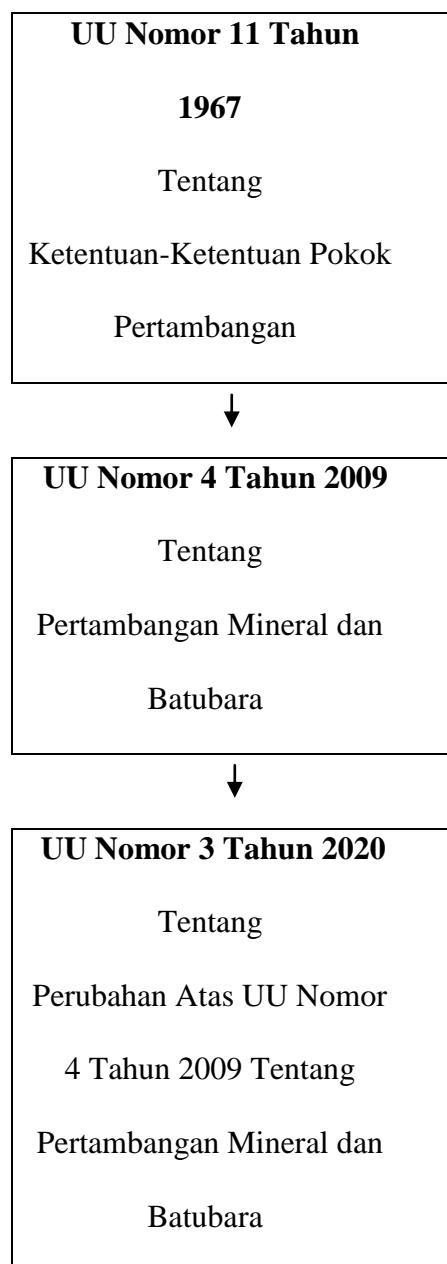 UU Nomor 11 Tahun
1967
Tentang
Ketentuan-Ketentuan Pokok
Pertambangan
UU Nomor 4 Tahun 2009
Tentang
Pertambangan Mineral dan
Batubara
UU Nomor 3 Tahun 2020
Tentang
Perubahan Atas UU Nomor
4 Tahun 2009 Tentang
Pertambangan Mineral dan
Batubara